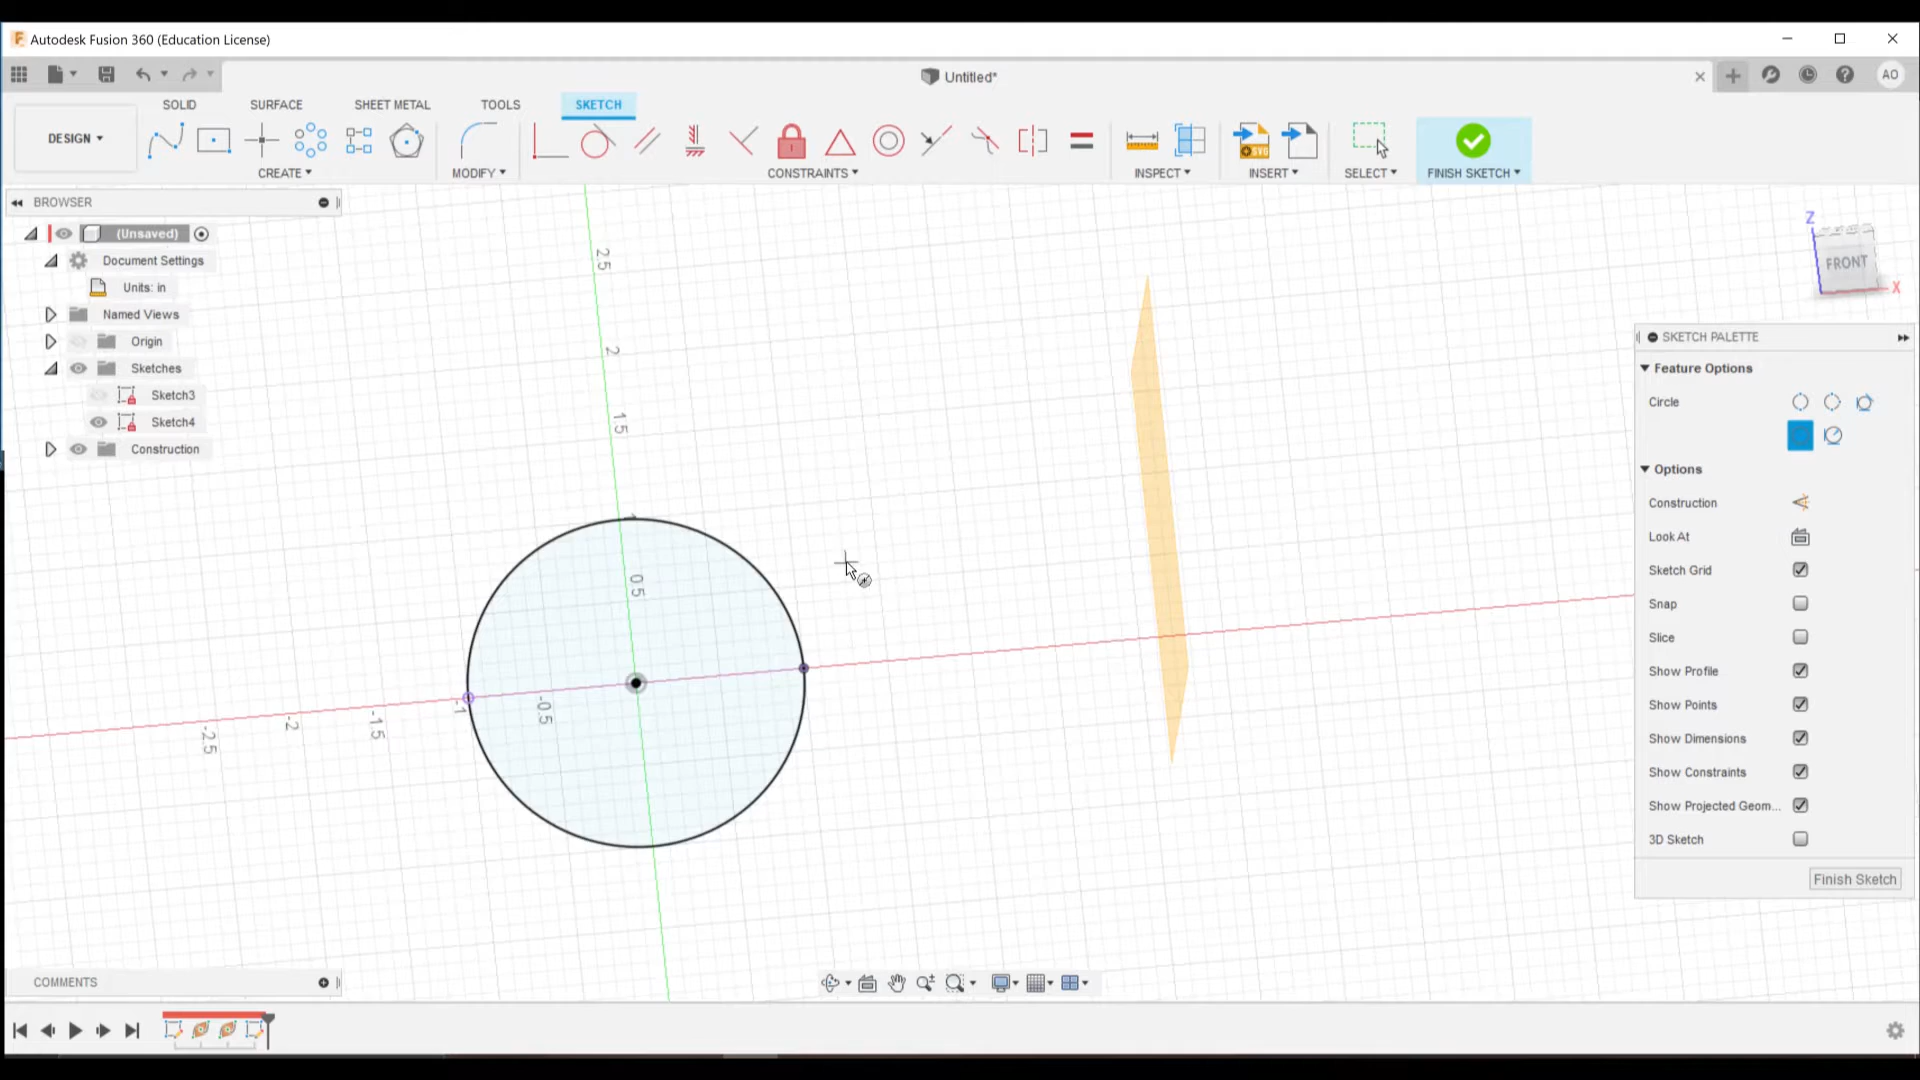 Autodesk Fusion 360 (Education License)
Untitled*
AO
SOLID
SURFACE
SHEET METAL
TOOLS
SKETCH
DESIGN
CREATE
MODIFY
CONSTRAINTS
INSPECT
INSERT
SELECT
FINISH SKETCH
SVG
BROWSER
(Unsaved)
Document Settings
Units: in
Named Views
Origin
Sketches
Sketch3
Sketch4
Construction
2.5
2
1.5
1
0.5
-0.5
-1
-1.5
-2
-2.5
Z
FRONT
X
SKETCH PALETTE
Feature Options
Circle
Options
Construction
Look At
Sketch Grid
Snap
Slice
Show Profile
Show Points
Show Dimensions
Show Constraints
Show Projected Geom...
3D Sketch
Finish Sketch
COMMENTS